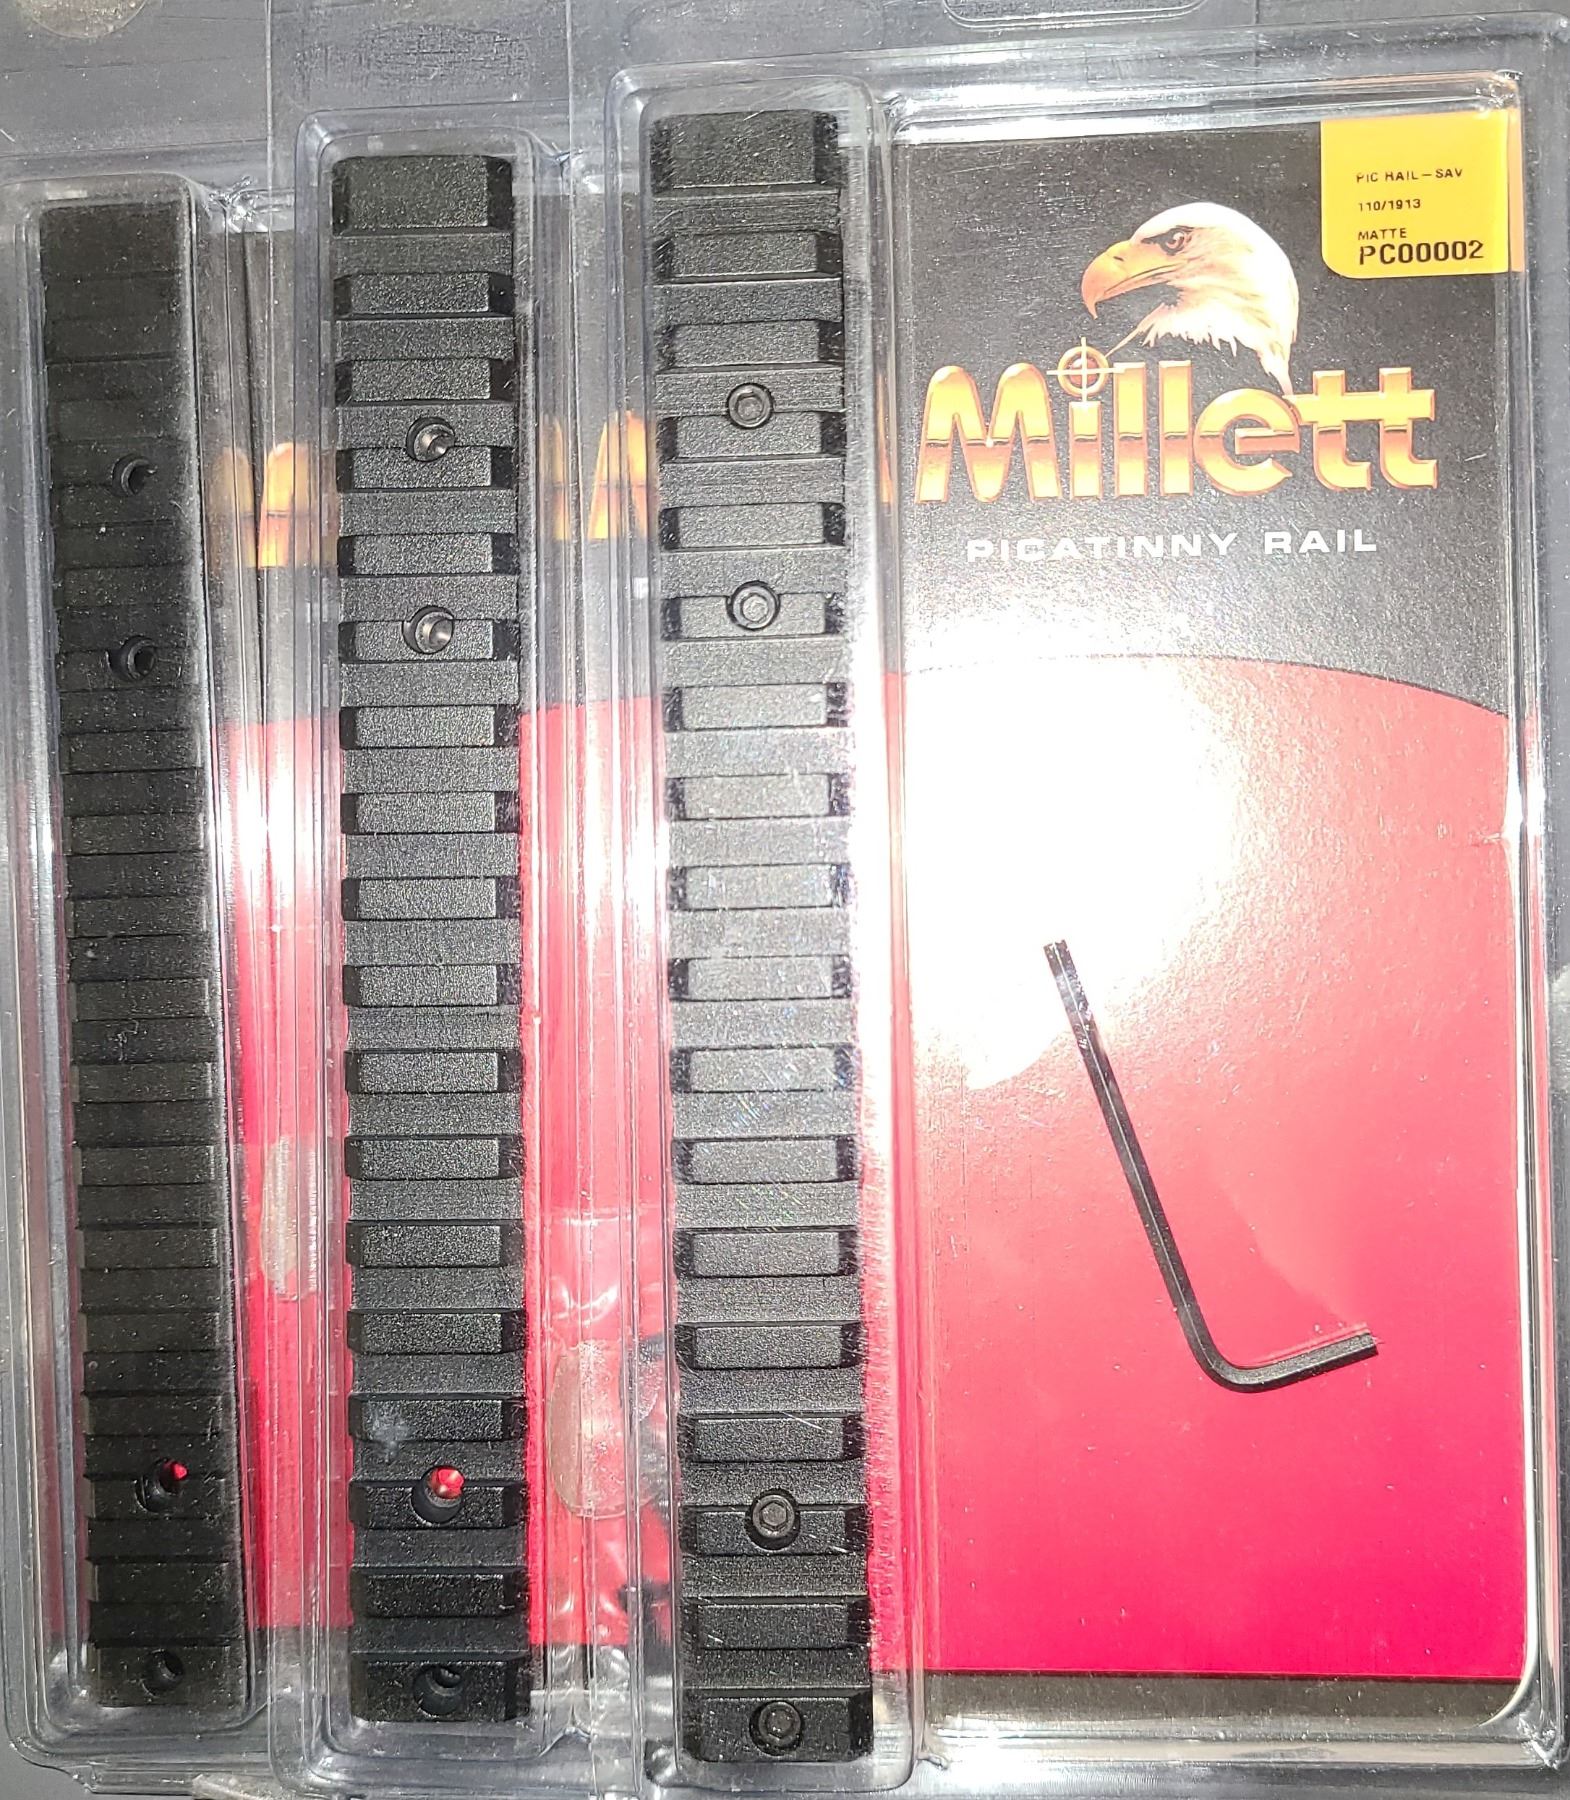 PIC RAIL-SAV
110/1913
MATTE
PC00002
Millett
PICATINNY RAIL